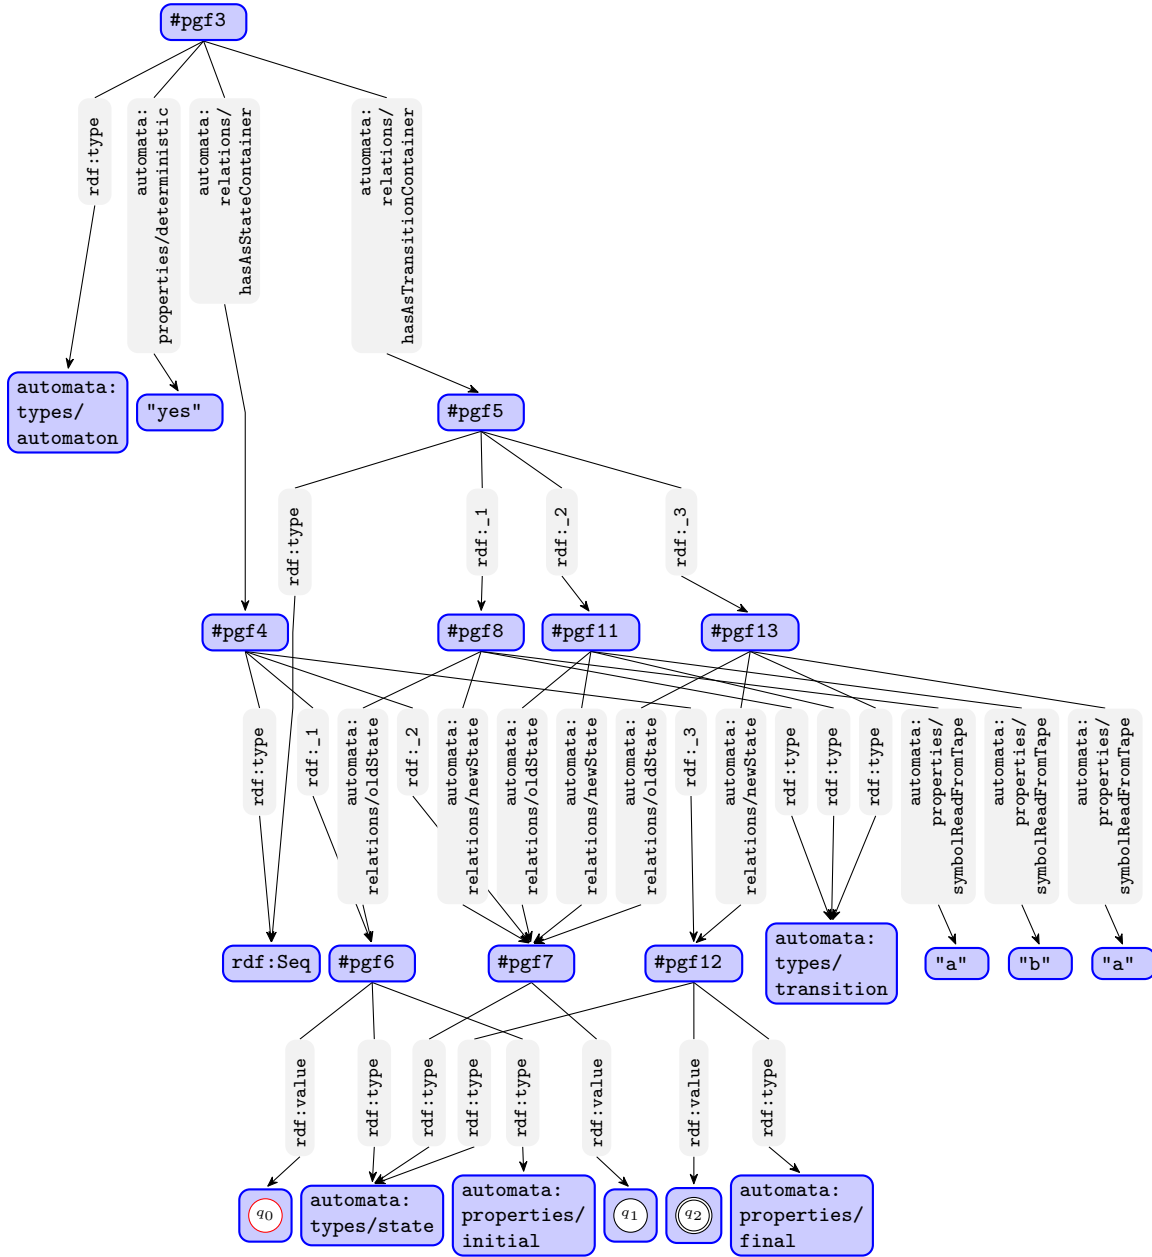 #pgf3
rdf:type
automata:
properties/deterministic
automata:
relations/
hasAsStateContainer
atuomata:
relations/
hasAsTransitionContainer
automata:
types/
automaton
"yes"
#pgf5
rdf:type
rdf:_1
rdf:_2
rdf:_3
#pgf4
#pgf8
#pgf11
#pgf13
rdf:type
rdf:_1
automata:
relations/oldState
rdf:_2
automata:
relations/newState
automata:
relations/oldState
automata:
relations/newState
automata:
relations/oldState
rdf:_3
automata:
relations/newState
rdf:type
rdf:type
rdf:type
automata:
properties/
symbolReadFromTape
automata:
properties/
symbolReadFromTape
automata:
properties/
symbolReadFromTape
rdf:Seq
#pgf6
#pgf7
#pgf12
automata:
types/
transition
"a"
"b"
"a"
rdf:value
rdf:type
rdf:type
rdf:type
rdf:type
rdf:value
rdf:value
rdf:type
q0
automata:
types/state
automata:
properties/
initial
q1
q2
automata:
properties/
final